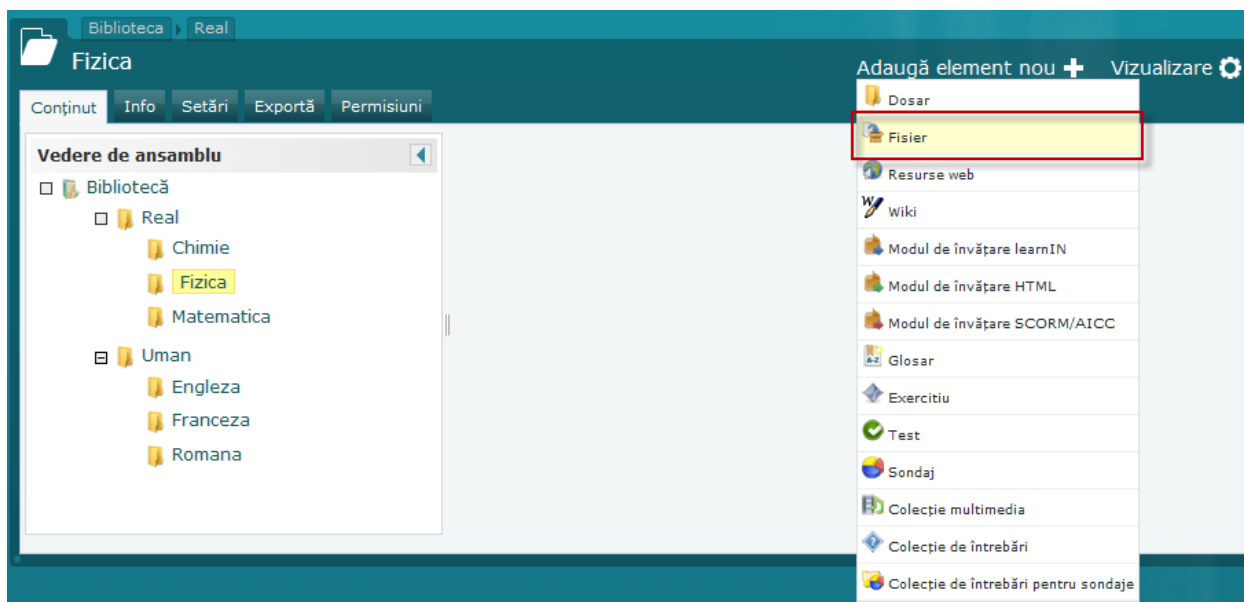 Biblioteca Real
Fizica
Adaugă element nou Vizualizare
Conținut Info Setări Exportă Permisiuni
Vedere de ansamblu
Bibliotecă
Real
Chimie
Fizica
Matematica
Uman
Engleza
Franceza
Romana
Dosar
Fisier
Resurse web
Wiki
Modul de învățare learnIN
Modul de învățare HTML
Modul de învățare SCORM/AICC
Glosar
Exercitiu
Test
Sondaj
Colecție multimedia
Colecție de întrebări
Colecție de întrebări pentru sondaje